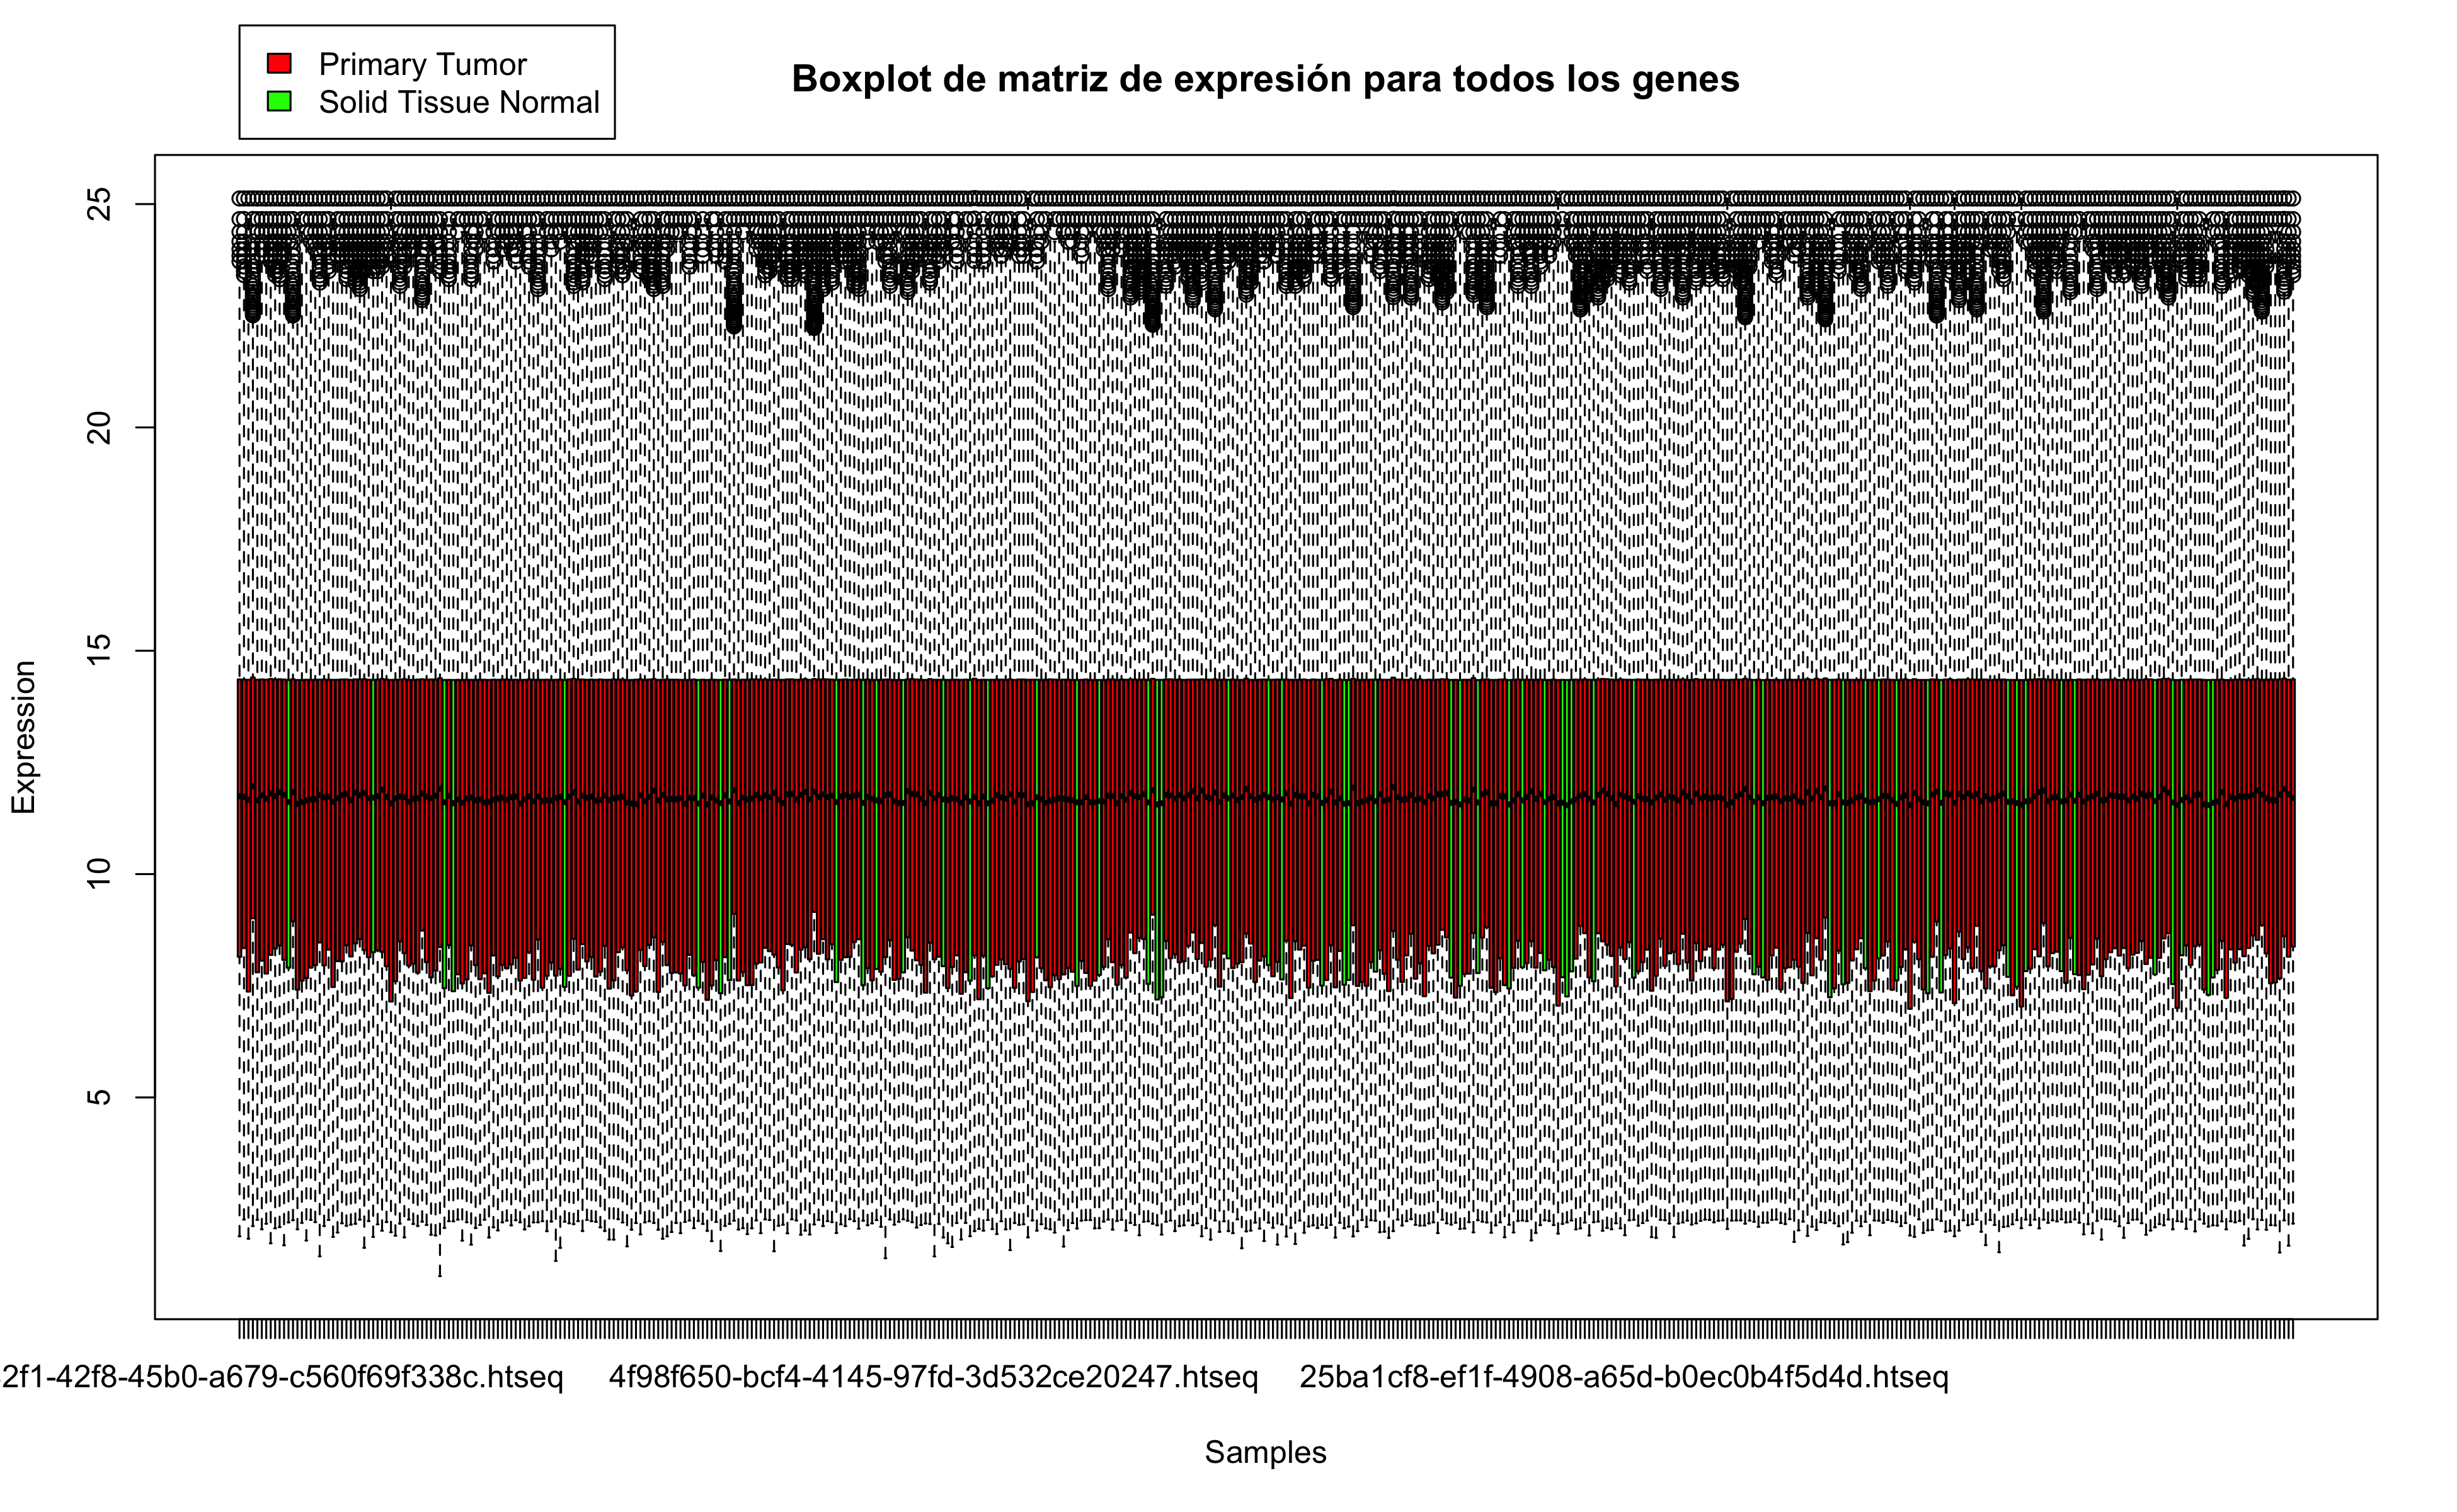 Primary Tumor
Solid Tissue Normal
Boxplot de matriz de expresión para todos los genes
Expression
25
20
15
10
5
2f1-42f8-45b0-a679-c560f69f338c.htseq 4f98f650-bcf4-4145-97fd-3d532ce20247.htseq 25ba1cf8-ef1f-4908-a65d-b0ec0b4f5d4d.htseq
Samples